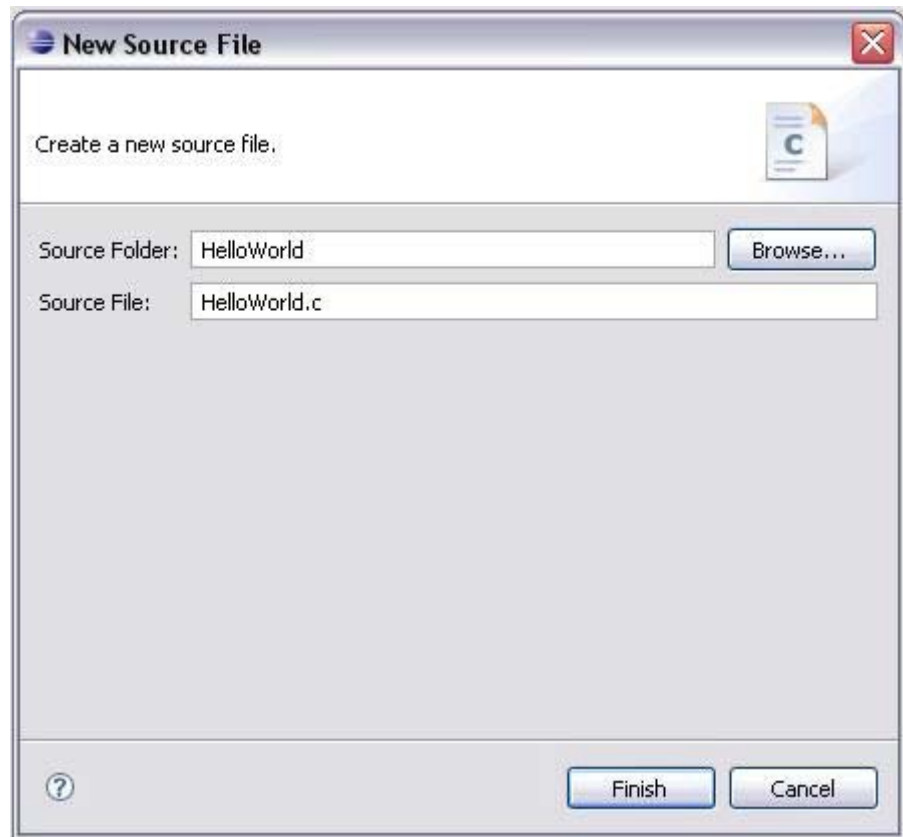 New Source File
Create a new source file.
C
Source Folder: HelloWorld Browse...
Source File: HelloWorld.c
?
Finish Cancel